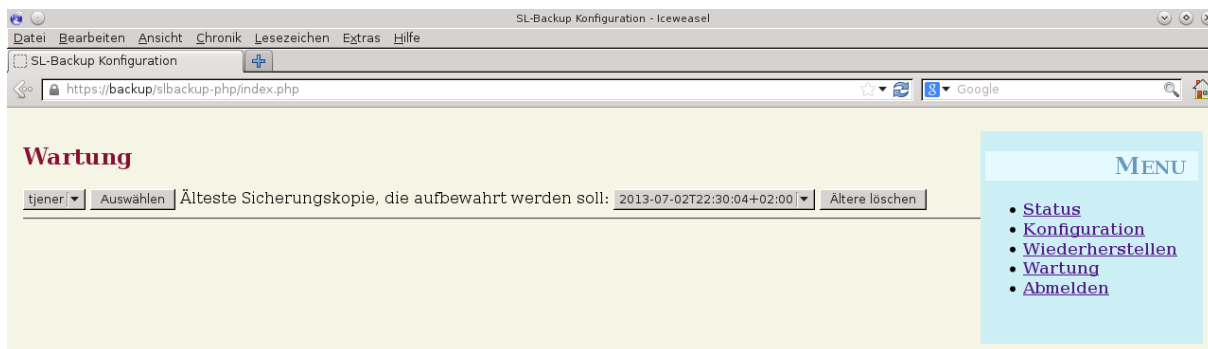 SL-Backup Konfiguration - Iceweasel
Datei Bearbeiten Ansicht Chronik Lesezeichen Extras Hilfe
SL-Backup Konfiguration
https://backup/slbackup-php/index.php
8 Google
Wartung
tjener Auswählen Älteste Sicherungskopie, die aufbewahrt werden soll: 2013-07-02T22:30:04+02:00 Ältere löschen
MENU
Status
Konfiguration
Wiederherstellen
Wartung
Abmelden